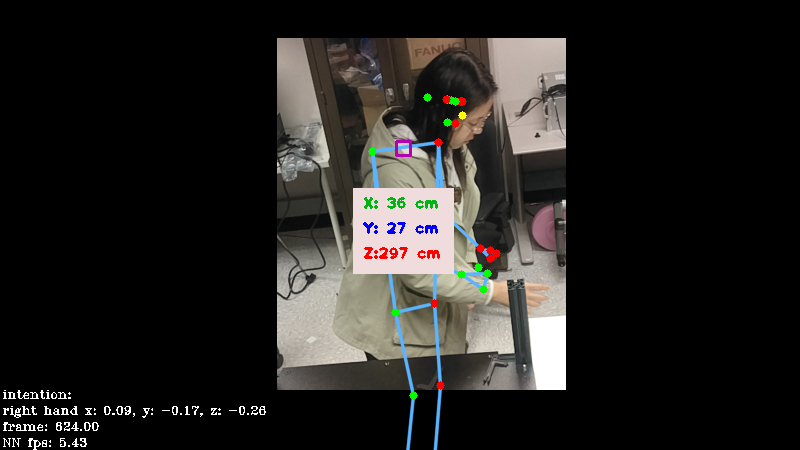 FANUC
X: 36 cm
Y: 27 cm
Z:297 cm
intention:
right hand x: 0.09, y: -0.17, z: -0.26
frame: 624.00
NN fps: 5.43